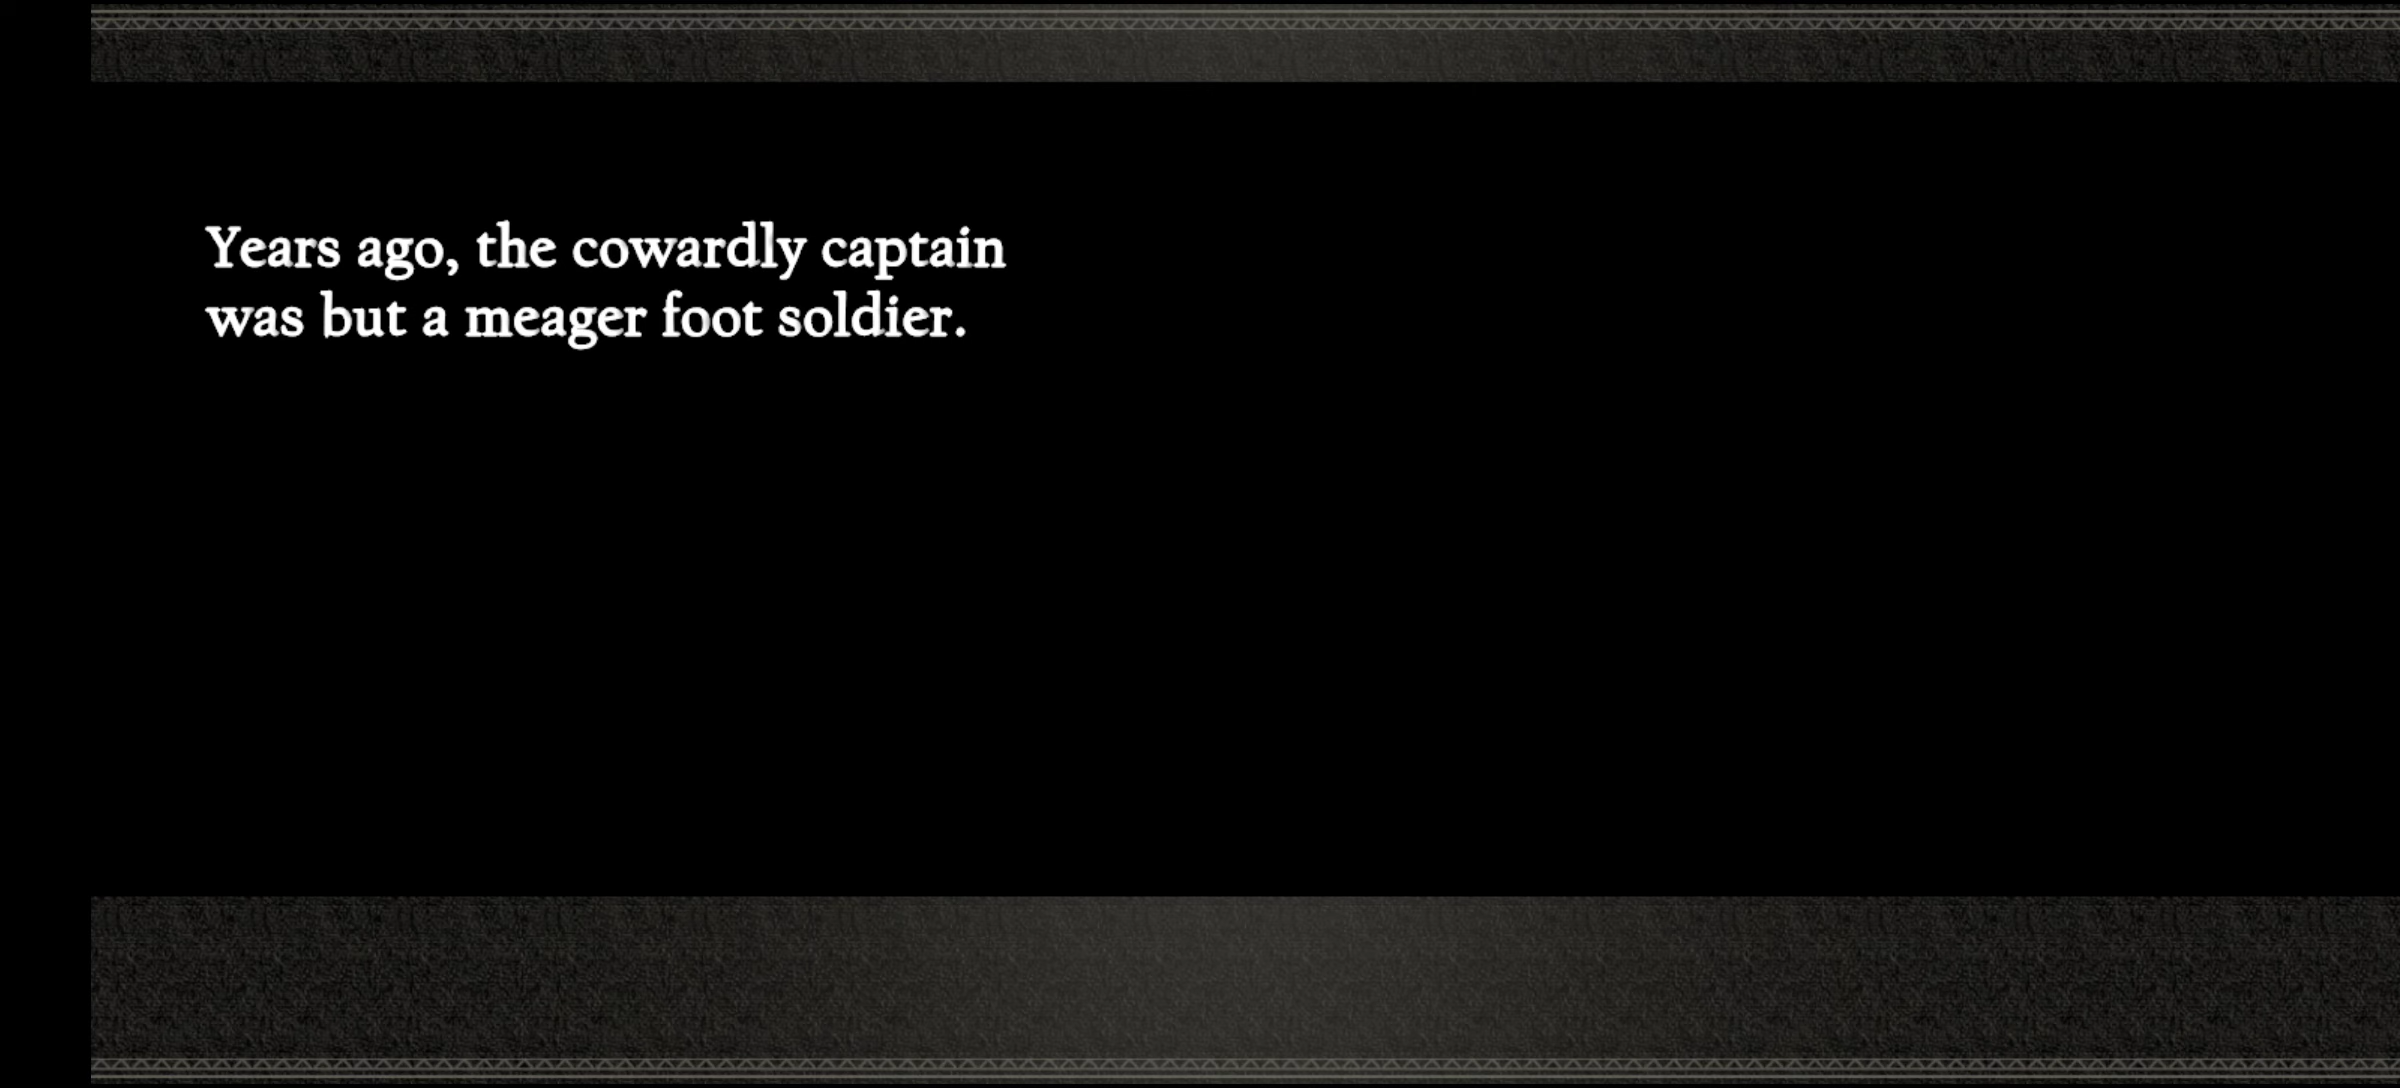 Years ago, the cowardly captain
was but a meager foot soldier.